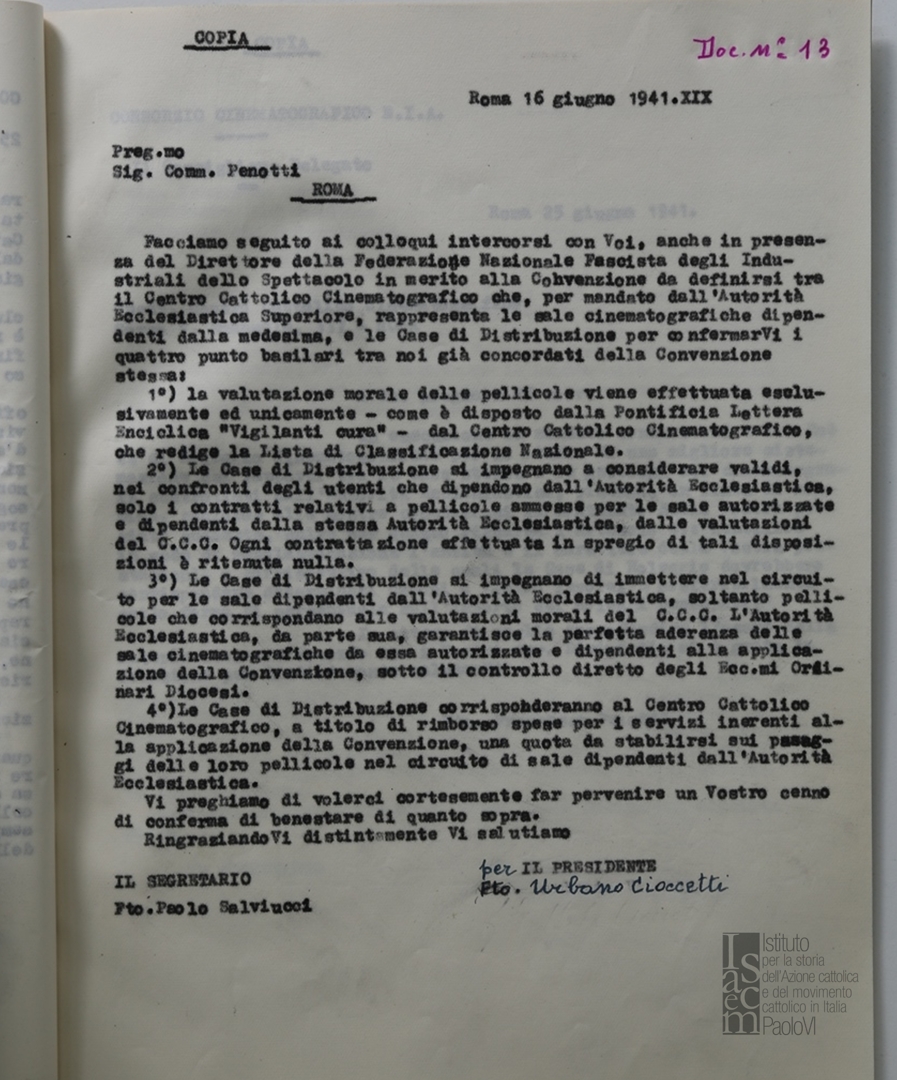 COPIA
Doc. Nº 13
Roma 16 giugno 1941.XIX
Preg.mo
Sig. Comm. Penotti
ROMA
Facciamo seguito ai colloqui intercorsi con Voi, anche in presen-
za del Direttore della Federazione Nazionale Fascista degli Indu-
striali dello Spettacolo in merito alla Cohvenzione da definirsi tra
il Centro Cattolico Cinematografico che, per mandato dall'Autorità
Ecclesiastica Superiore, rappresenta le sale cinematografiche dipen-
denti dalla medesima, e le Case di Distribuzione per confermarVi i
quattro punto basilari tra noi già concordati della Convenzione
stessa:
1º) la valutazione morale delle pellicole viene effettuata esclu-
sivamente ed unicamente - come è disposto dalla Pontificia Lettera
Enciclica "Vigilanti cura" - dal Centro Cattolico Cinematografico,
che redige la Lista di Classificazione Nazionale.
2º) Le Case di Distribuzione si impegnano a considerare validi,
nei confronti degli utenti che dipendono dall'Autorità Ecclesiastica,
solo i contratti relativi a pellicole ammesse per le sale autorizzate
e dipendenti dalla stessa Autorità Ecclesiastica, dalle valutazioni
del C.C.C. Ogni contrattazione effettuata in spregio di tali disposi-
zioni è ritenuta nulla.
3º) Le Case di Distribuzione si impegnano di immettere nel circui-
to per le sale dipendenti dall'Autorità Ecclesiastica, soltanto pelli-
cole che corrispondano alle valutazioni morali del C.C.C. L'Autorità
Ecclesiastica, da parte sua, garantisce la perfetta aderenza delle
sale cinematografiche da essa autorizzate e dipendenti alla applica-
zione della Convenzione, sotto il controllo diretto degli Ecc.mi Ordi-
nari Diocesi.
4º)Le Case di Distribuzione corrisponderanno al Centro Cattolico
Cinematografico, a titolo di rimborso spese per i servizi inerenti al-
la applicazione della Convenzione, una quota da stabilirsi sui passag-
gi delle loro pellicole nel circuito di sale dipendenti dall'Autorità
Ecclesiastica.
Vi preghiamo di volerci cortesemente far pervenire un Vostro cenno
di conferma di benestare di quanto sopra.
RingraziandoVi distintamente Vi salutiamo
per IL PRESIDENTE
Fto. Urbano Cioccetti
IL SEGRETARIO
Fto.Paolo Salviucci
Isacem
Istituto
per la storia
dell'Azione cattolica
e del movimento
cattolico in Italia
PaoloVI